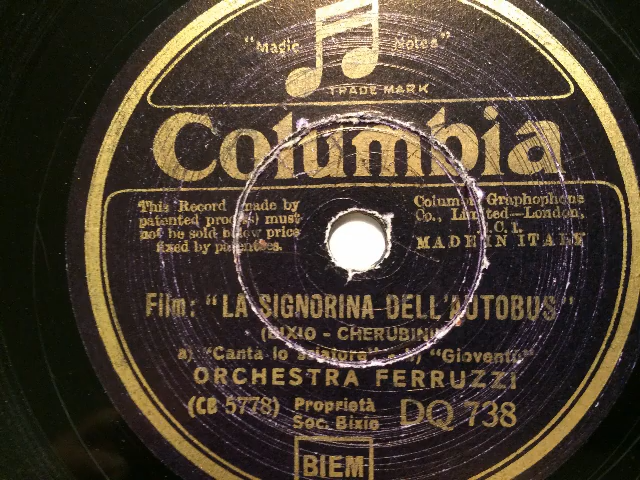 "Magic Notes"
TRADE MARK
Columbia
This Record made by
patented process must
not be sold below price
fixed by patentees.
Columbia Graphophone
Co., Limited—London,
C. I.
MADE IN ITALY
Film: "LA SIGNORINA DELL'AUTOBUS"
(BIXIO - CHERUBINI)
a) "Canta lo sciatore" - "Gioventù"
ORCHESTRA FERRUZZI
(CB 5778) Proprietà
Soc. Bixio
DQ 738
BIEM